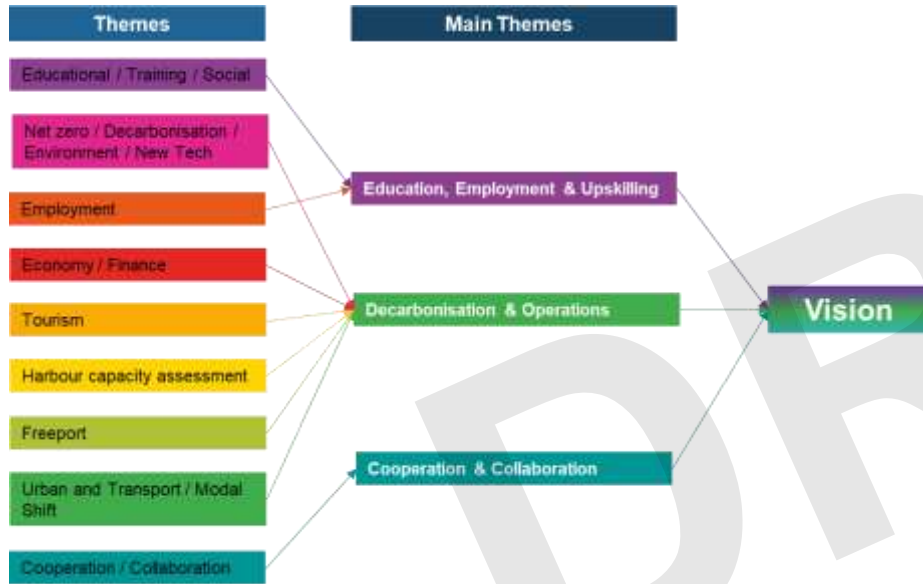 Themes
Main Themes
Educational / Training / Social
Net zero / Decarbonisation /
Environment / New Tech
Employment
Economy / Finance
Tourism
Harbour capacity assessment
Freeport
Urban and Transport / Modal
Shift
Cooperation / Collaboration
Education, Employment & Upskilling
Decarbonisation & Operations
Cooperation & Collaboration
Vision